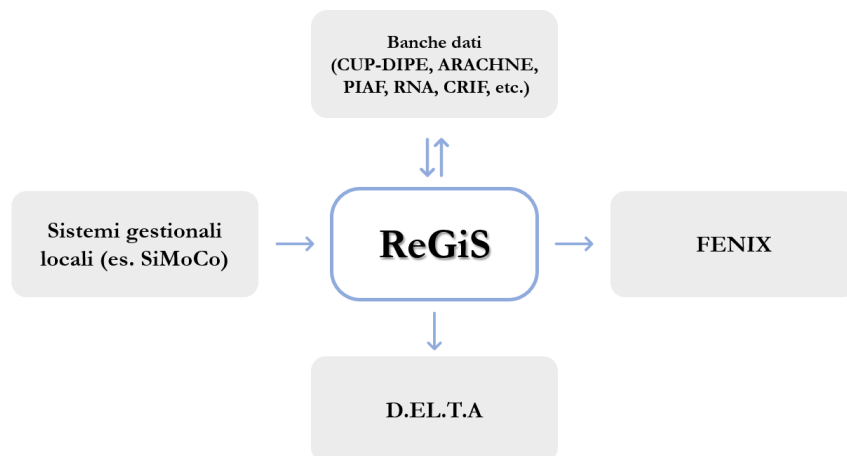 Banche dati
(CUP-DIPE, ARACHNE,
PIAF, RNA, CRIF, etc.)
Sistemi gestionali
locali (es. SiMoCo)
ReGiS
FENIX
D.EL.T.A